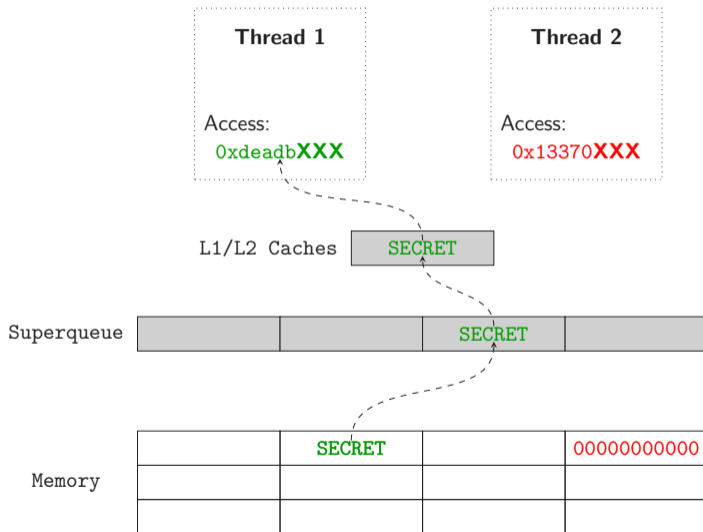 Thread 1
Thread 2
Access:
0xdeadbXXX
Access:
0x13370XXX
L1/L2 Caches
SECRET
Superqueue
SECRET
SECRET
00000000000
Memory